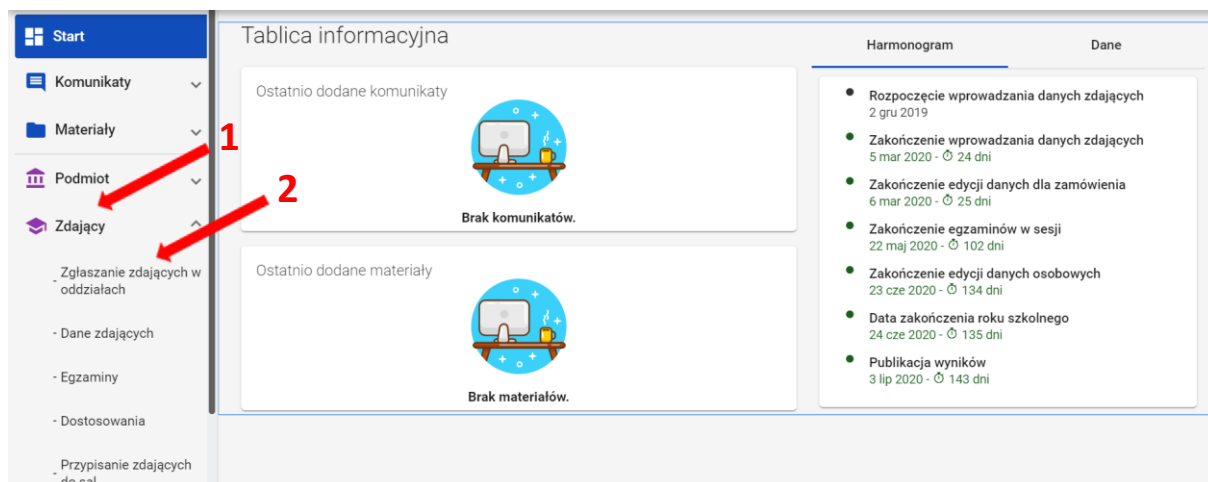 Start
Komunikaty
Materiały
Podmiot
Zdający
- Zgłaszanie zdających w
oddziałach
- Dane zdających
- Egzaminy
- Dostosowania
- Przypisanie zdających
do sal
1
2
Tablica informacyjna
Ostatnio dodane komunikaty
Brak komunikatów.
Ostatnio dodane materiały
Brak materiałów.
Harmonogram Dane
Rozpoczęcie wprowadzania danych zdających
2 gru 2019
Zakończenie wprowadzania danych zdających
5 mar 2020 - 24 dni
Zakończenie edycji danych dla zamówienia
6 mar 2020 - 25 dni
Zakończenie egzaminów w sesji
22 maj 2020 - 102 dni
Zakończenie edycji danych osobowych
23 cze 2020 - 134 dni
Data zakończenia roku szkolnego
24 cze 2020 - 135 dni
Publikacja wyników
3 lip 2020 - 143 dni